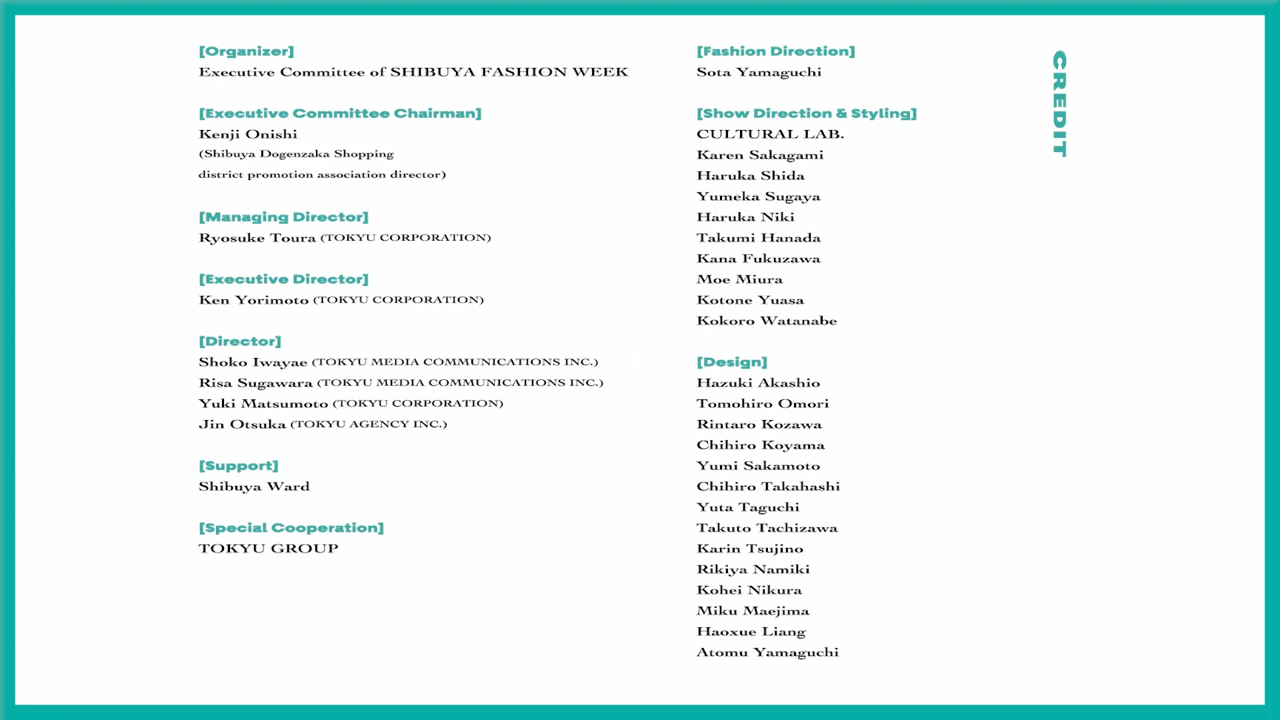 [Organizer]
Executive Committee of SHIBUYA FASHION WEEK
[Executive Committee Chairman]
Kenji Onishi
(Shibuya Dogenzaka Shopping
district promotion association director)
[Managing Director]
Ryosuke Toura (TOKYU CORPORATION)
[Executive Director]
Ken Yorimoto (TOKYU CORPORATION)
[Director]
Shoko Iwayae (TOKYU MEDIA COMMUNICATIONS INC.)
Risa Sugawara (TOKYU MEDIA COMMUNICATIONS INC.)
Yuki Matsumoto (TOKYU CORPORATION)
Jin Otsuka (TOKYU AGENCY INC.)
[Support]
Shibuya Ward
[Special Cooperation]
TOKYU GROUP
[Fashion Direction]
Sota Yamaguchi
[Show Direction & Styling]
CULTURAL LAB.
Karen Sakagami
Haruka Shida
Yumeka Sugaya
Haruka Niki
Takumi Hanada
Kana Fukuzawa
Moe Miura
Kotone Yuasa
Kokoro Watanabe
[Design]
Hazuki Akashio
Tomohiro Omori
Rintaro Kozawa
Chihiro Koyama
Yumi Sakamoto
Chihiro Takahashi
Yuta Taguchi
Takuto Tachizawa
Karin Tsujino
Rikiya Namiki
Kohei Nikura
Miku Maejima
Haoxue Liang
Atomu Yamaguchi
CREDIT